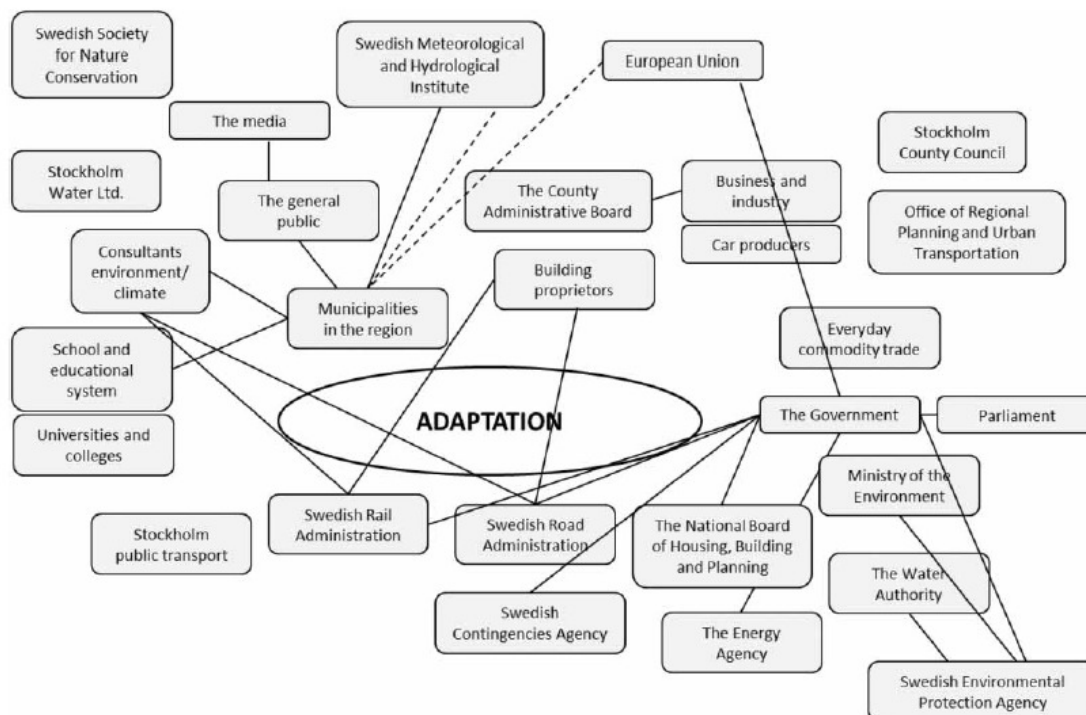 Swedish Society
for Nature
Conservation
Swedish Meteorological
and Hydrological
Institute
European Union
The media
Stockholm
County Council
Stockholm
Water Ltd.
The general
public
The County
Administrative Board
Business and
industry
Office of Regional
Planning and Urban
Transportation
Car producers
Consultants
environment/
climate
Building
proprietors
Municipalities
in the region
School and
educational
system
Everyday
commodity trade
ADAPTATION
The Government
Parliament
Universities and
colleges
Ministry of the
Environment
Swedish Rail
Administration
Swedish Road
Administration
The National Board
of Housing, Building
and Planning
Stockholm
public transport
The Water
Authority
Swedish
Contingencies Agency
The Energy
Agency
Swedish Environmental
Protection Agency